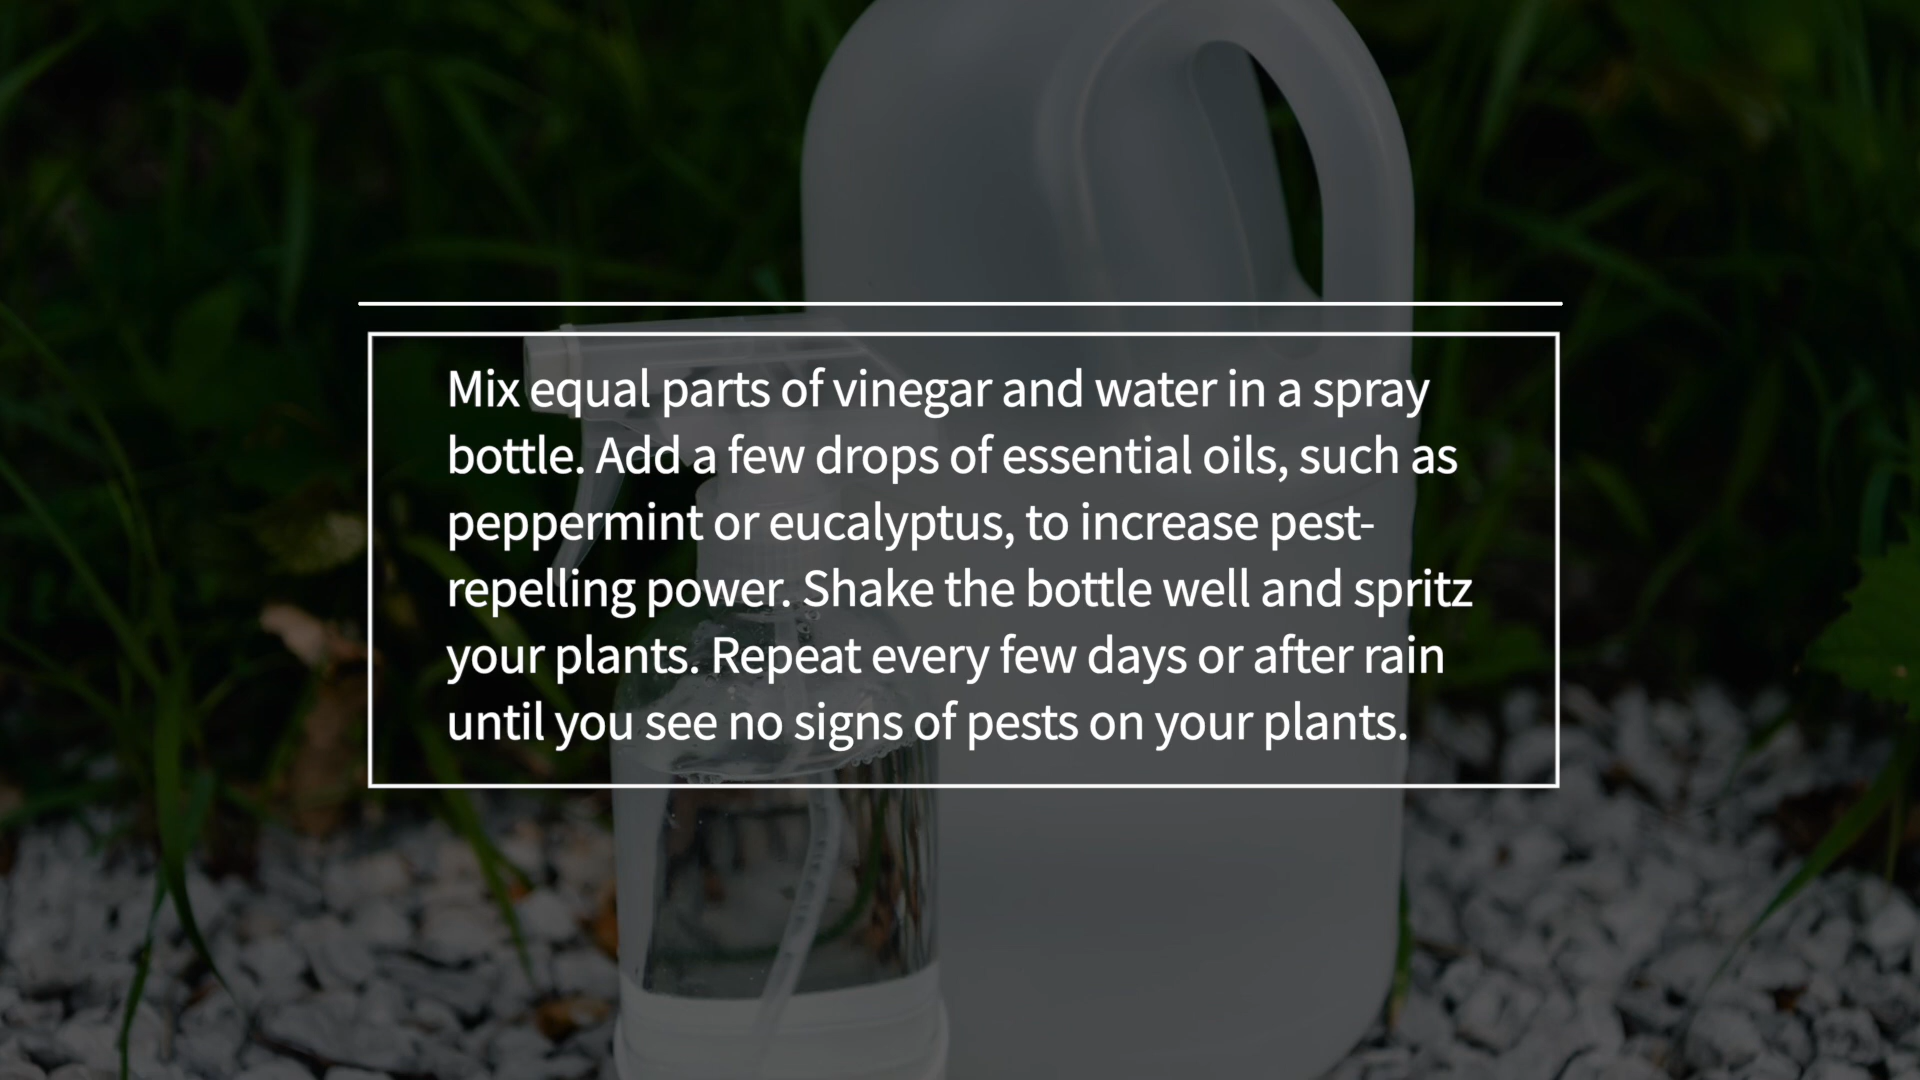 Mix equal parts of vinegar and water in a spray
bottle. Add a few drops of essential oils, such as
peppermint or eucalyptus, to increase pest-
repelling power. Shake the bottle well and spritz
your plants. Repeat every few days or after rain
until you see no signs of pests on your plants.